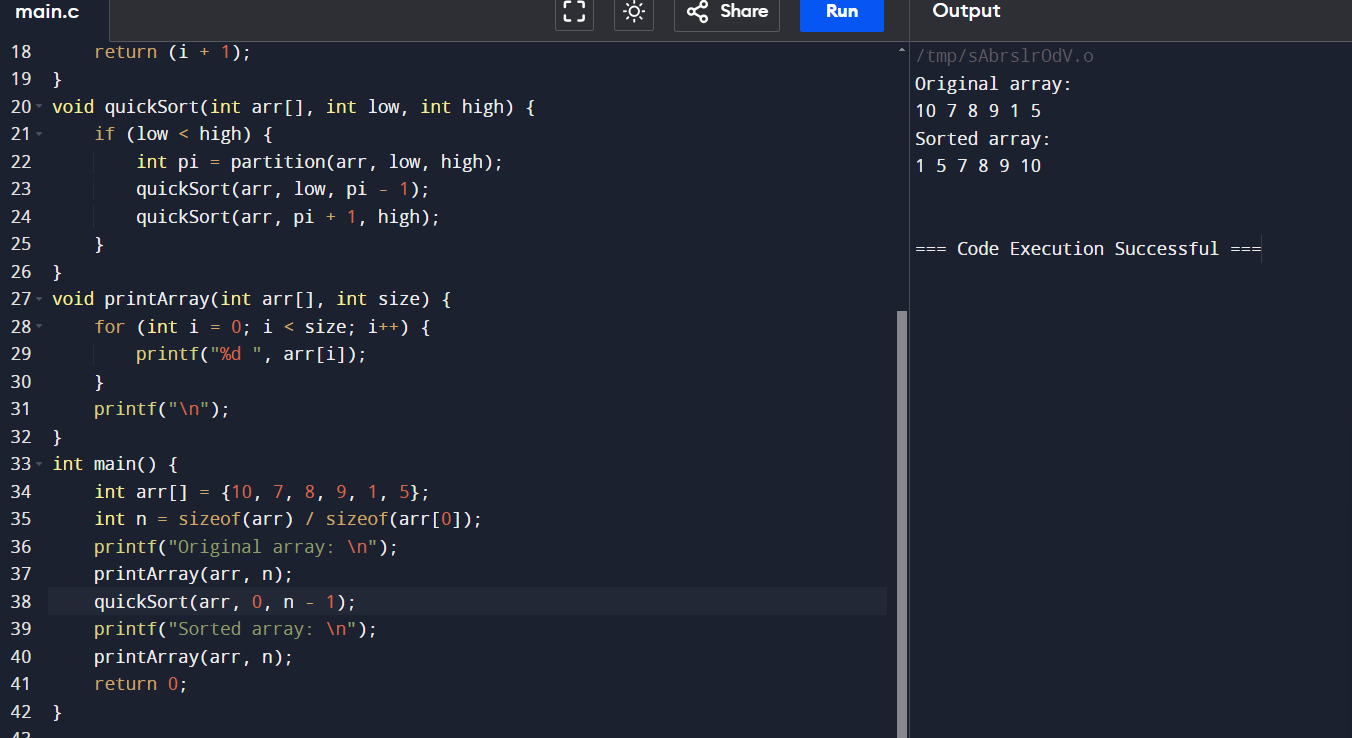 main.c
Share
Run
Output
18 return (i + 1);
19 }
20 void quickSort(int arr[], int low, int high) {
21 if (low < high) {
22 int pi = partition(arr, low, high);
23 quickSort(arr, low, pi - 1);
24 quickSort(arr, pi + 1, high);
25 }
26 }
27 void printArray(int arr[], int size) {
28 for (int i = 0; i < size; i++) {
29 printf("%d ", arr[i]);
30 }
31 printf("\n");
32 }
33 int main() {
34 int arr[] = {10, 7, 8, 9, 1, 5};
35 int n = sizeof(arr) / sizeof(arr[0]);
36 printf("Original array: \n");
37 printArray(arr, n);
38 quickSort(arr, 0, n - 1);
39 printf("Sorted array: \n");
40 printArray(arr, n);
41 return 0;
42 }
/tmp/sAbrslrOdV.o
Original array:
10 7 8 9 1 5
Sorted array:
1 5 7 8 9 10
=== Code Execution Successful ===